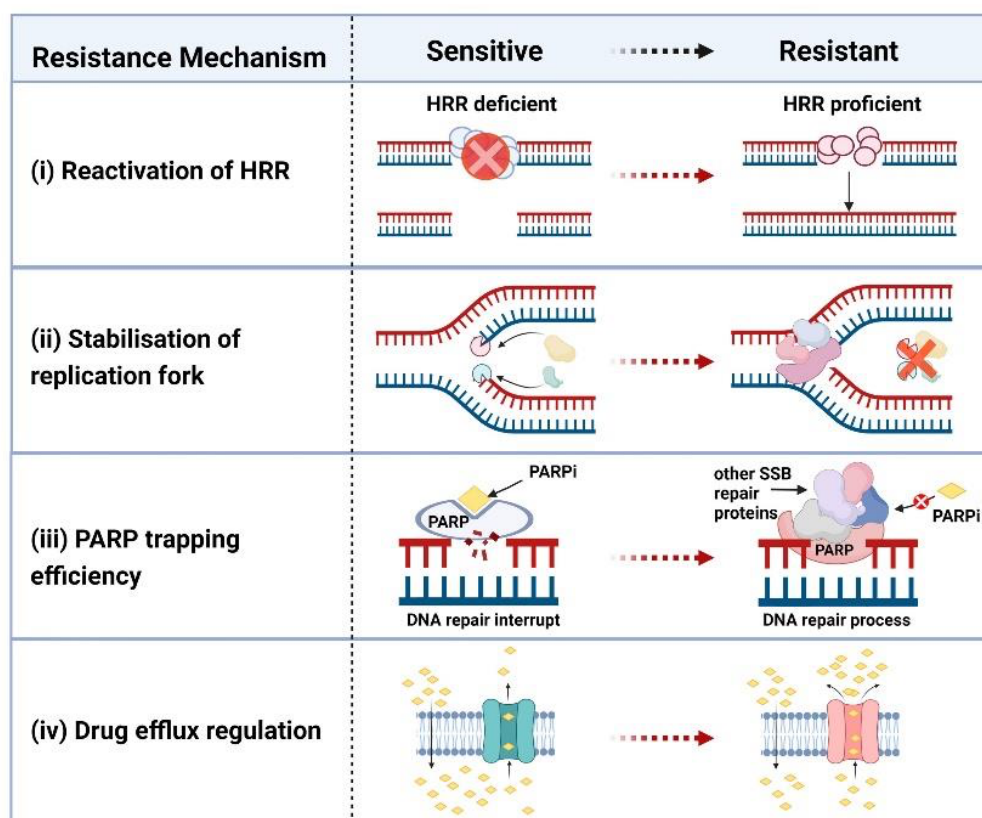 Resistance Mechanism
Sensitive
Resistant
(i) Reactivation of HRR
HRR deficient
HRR proficient
(ii) Stabilisation of
replication fork
(iii) PARP trapping
efficiency
PARPi
PARP
DNA repair interrupt
other SSB
repair
proteins
PARPi
PARP
DNA repair process
(iv) Drug efflux regulation